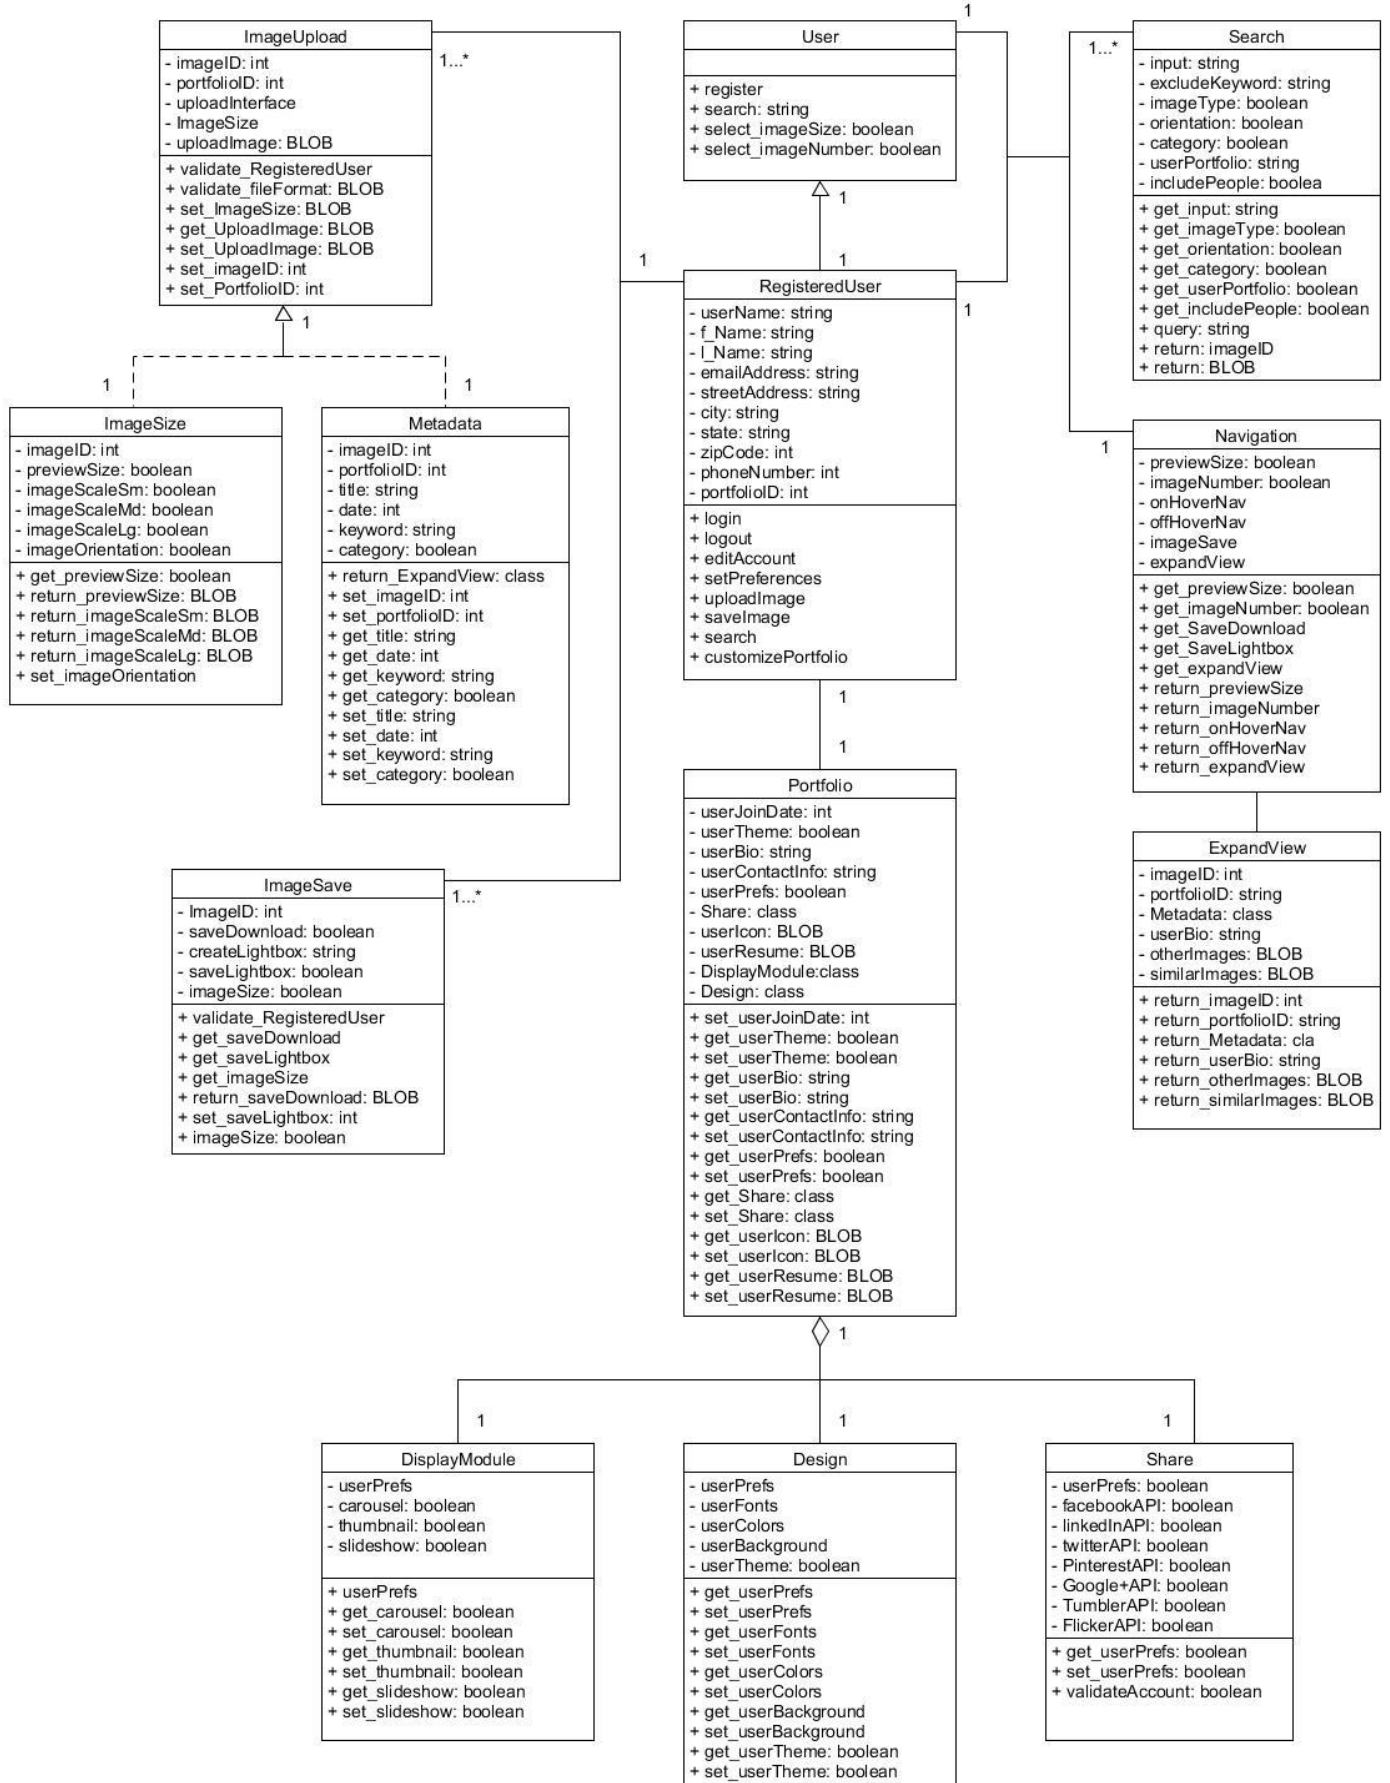 ImageUpload
- imageID: int
- portfolioID: int
- uploadInterface
- ImageSize
- uploadImage: BLOB
+ validate_RegisteredUser
+ validate_fileFormat: BLOB
+ set_ImageSize: BLOB
+ get_UploadImage: BLOB
+ set_UploadImage: BLOB
+ set_imageID: int
+ set_PortfolioID: int
1...*
1
1
1
ImageSize
- imageID: int
- previewSize: boolean
- imageScaleSm: boolean
- imageScaleMd: boolean
- imageScaleLg: boolean
- imageOrientation: boolean
+ get_previewSize: boolean
+ return_previewSize: BLOB
+ return_imageScaleSm: BLOB
+ return_imageScaleMd: BLOB
+ return_imageScaleLg: BLOB
+ set_imageOrientation
Metadata
- imageID: int
- portfolioID: int
- title: string
- date: int
- keyword: string
- category: boolean
+ return_ExpandView: class
+ set_imageID: int
+ set_portfolioID: int
+ get_title: string
+ get_date: int
+ get_keyword: string
+ get_category: boolean
+ set_title: string
+ set_date: int
+ set_keyword: string
+ set_category: boolean
ImageSave
- ImageID: int
- saveDownload: boolean
- createLightbox: string
- saveLightbox: boolean
- imageSize: boolean
+ validate_RegisteredUser
+ get_saveDownload
+ get_saveLightbox
+ get_imageSize
+ return_saveDownload: BLOB
+ set_saveLightbox: int
+ imageSize: boolean
1...*
User
+ register
+ search: string
+ select_imageSize: boolean
+ select_imageNumber: boolean
1
1
1
1
RegisteredUser
- userName: string
- f_Name: string
- l_Name: string
- emailAddress: string
- streetAddress: string
- city: string
- state: string
- zipCode: int
- phoneNumber: int
- portfolioID: int
+ login
+ logout
+ editAccount
+ setPreferences
+ uploadImage
+ saveImage
+ search
+ customizePortfolio
1
1
1
Portfolio
- userJoinDate: int
- userTheme: boolean
- userBio: string
- userContactInfo: string
- userPrefs: boolean
- Share: class
- userIcon: BLOB
- userResume: BLOB
- DisplayModule:class
- Design: class
+ set_userJoinDate: int
+ get_userTheme: boolean
+ set_userTheme: boolean
+ get_userBio: string
+ set_userBio: string
+ get_userContactInfo: string
+ set_userContactInfo: string
+ get_userPrefs: boolean
+ set_userPrefs: boolean
+ get_Share: class
+ set_Share: class
+ get_userIcon: BLOB
+ set_userIcon: BLOB
+ get_userResume: BLOB
+ set_userResume: BLOB
1
Search
- input: string
- excludeKeyword: string
- imageType: boolean
- orientation: boolean
- category: boolean
- userPortfolio: string
- includePeople: boolea
+ get_input: string
+ get_imageType: boolean
+ get_orientation: boolean
+ get_category: boolean
+ get_userPortfolio: boolean
+ get_includePeople: boolean
+ query: string
+ return: imageID
+ return: BLOB
1...*
1
Navigation
- previewSize: boolean
- imageNumber: boolean
- onHoverNav
- offHoverNav
- imageSave
- expandView
+ get_previewSize: boolean
+ get_imageNumber: boolean
+ get_SaveDownload
+ get_SaveLightbox
+ get_expandView
+ return_previewSize
+ return_imageNumber
+ return_onHoverNav
+ return_offHoverNav
+ return_expandView
ExpandView
- imageID: int
- portfolioID: string
- Metadata: class
- userBio: string
- otherImages: BLOB
- similarImages: BLOB
+ return_imageID: int
+ return_portfolioID: string
+ return_Metadata: cla
+ return_userBio: string
+ return_otherImages: BLOB
+ return_similarImages: BLOB
1
1
1
DisplayModule
- userPrefs
- carousel: boolean
- thumbnail: boolean
- slideshow: boolean
+ userPrefs
+ get_carousel: boolean
+ set_carousel: boolean
+ get_thumbnail: boolean
+ set_thumbnail: boolean
+ get_slideshow: boolean
+ set_slideshow: boolean
Design
- userPrefs
- userFonts
- userColors
- userBackground
- userTheme: boolean
+ get_userPrefs
+ set_userPrefs
+ get_userFonts
+ set_userFonts
+ get_userColors
+ set_userColors
+ get_userBackground
+ set_userBackground
+ get_userTheme: boolean
+ set_userTheme: boolean
Share
- userPrefs: boolean
- facebookAPI: boolean
- linkedInAPI: boolean
- twitterAPI: boolean
- PinterestAPI: boolean
- Google+API: boolean
- TumblerAPI: boolean
- FlickerAPI: boolean
+ get_userPrefs: boolean
+ set_userPrefs: boolean
+ validateAccount: boolean